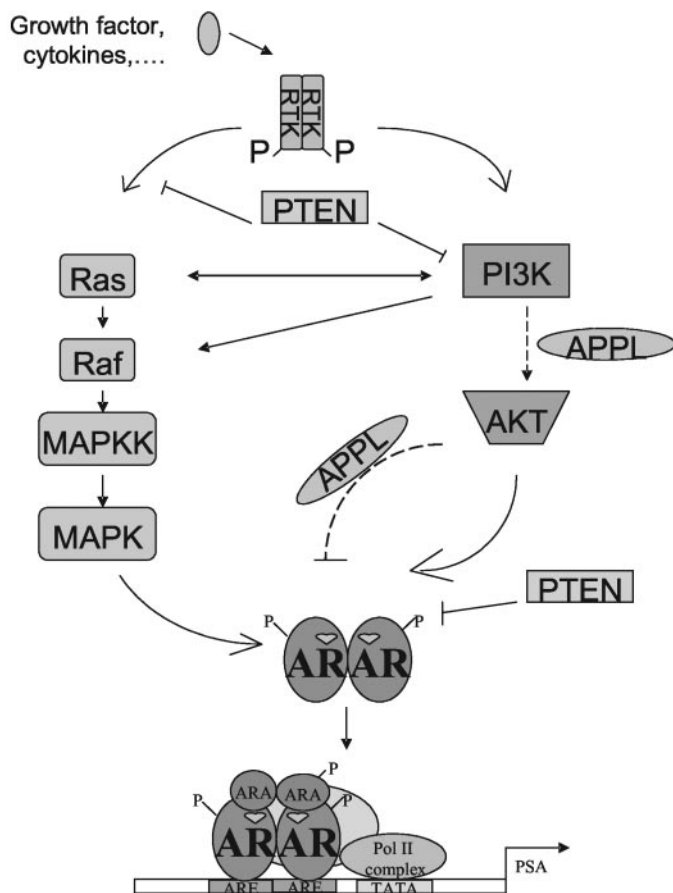 Growth factor,
cytokines,....
RTK RTK
P P
PTEN
Ras PI3K
Raf APPL
MAPKK AKT
APPL
MAPK
PTEN
P P
AR AR
P
P ARA ARA P
AR AR
Pol II
complex
PSA
ARE ARE TATA